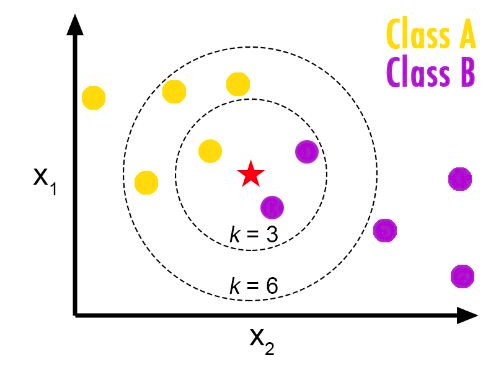 Class A
Class B
x1
k = 3
k = 6
x2